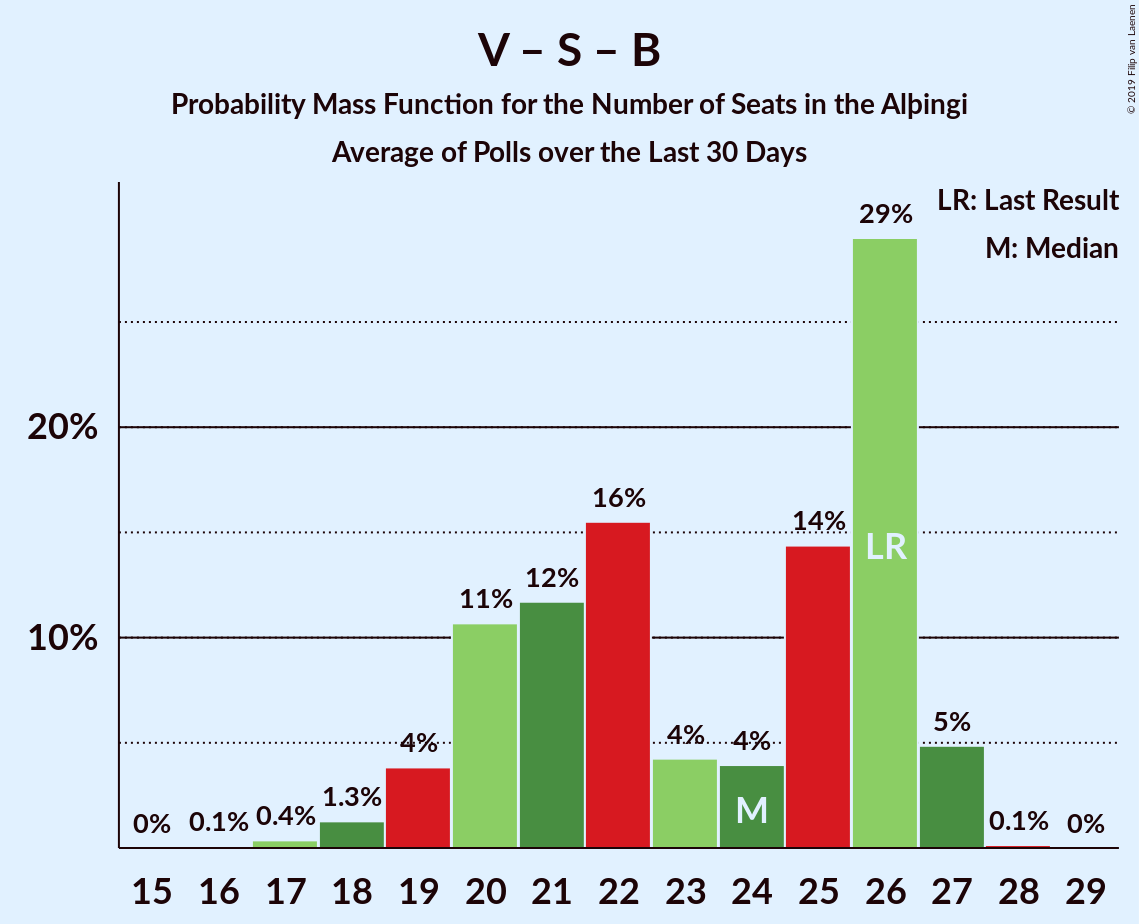 V – S – B
Probability Mass Function for the Number of Seats in the Alþingi
Average of Polls over the Last 30 Days
© 2019 Filip van Laenen
LR: Last Result
M: Median
20%
10%
0%
0.1%
0.4%
1.3%
4%
11%
12%
16%
4%
4%
14%
29%
5%
0.1%
0%
M
LR
15 16 17 18 19 20 21 22 23 24 25 26 27 28 29